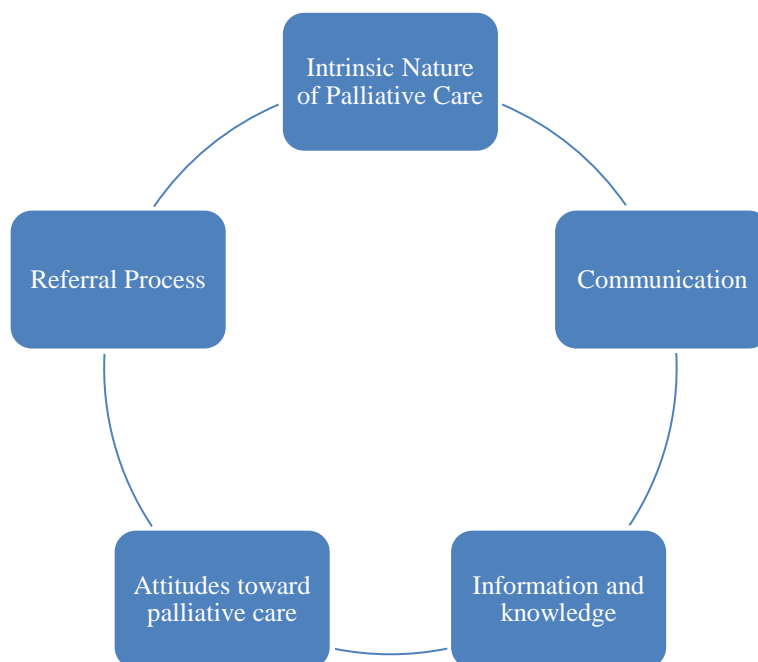 Intrinsic Nature
of Palliative Care
Referral Process
Communication
Attitudes toward
palliative care
Information and
knowledge